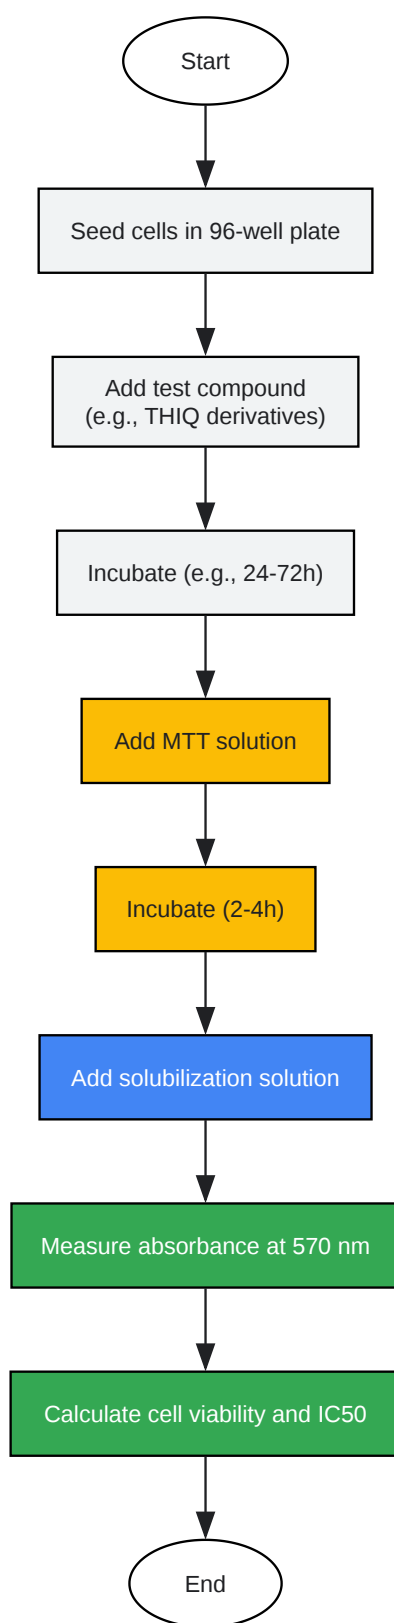 Start
Seed cells in 96-well plate
Add test compound
(e.g., THIQ derivatives)
Incubate (e.g., 24-72h)
Add MTT solution
Incubate (2-4h)
Add solubilization solution
Measure absorbance at 570 nm
Calculate cell viability and IC50
End